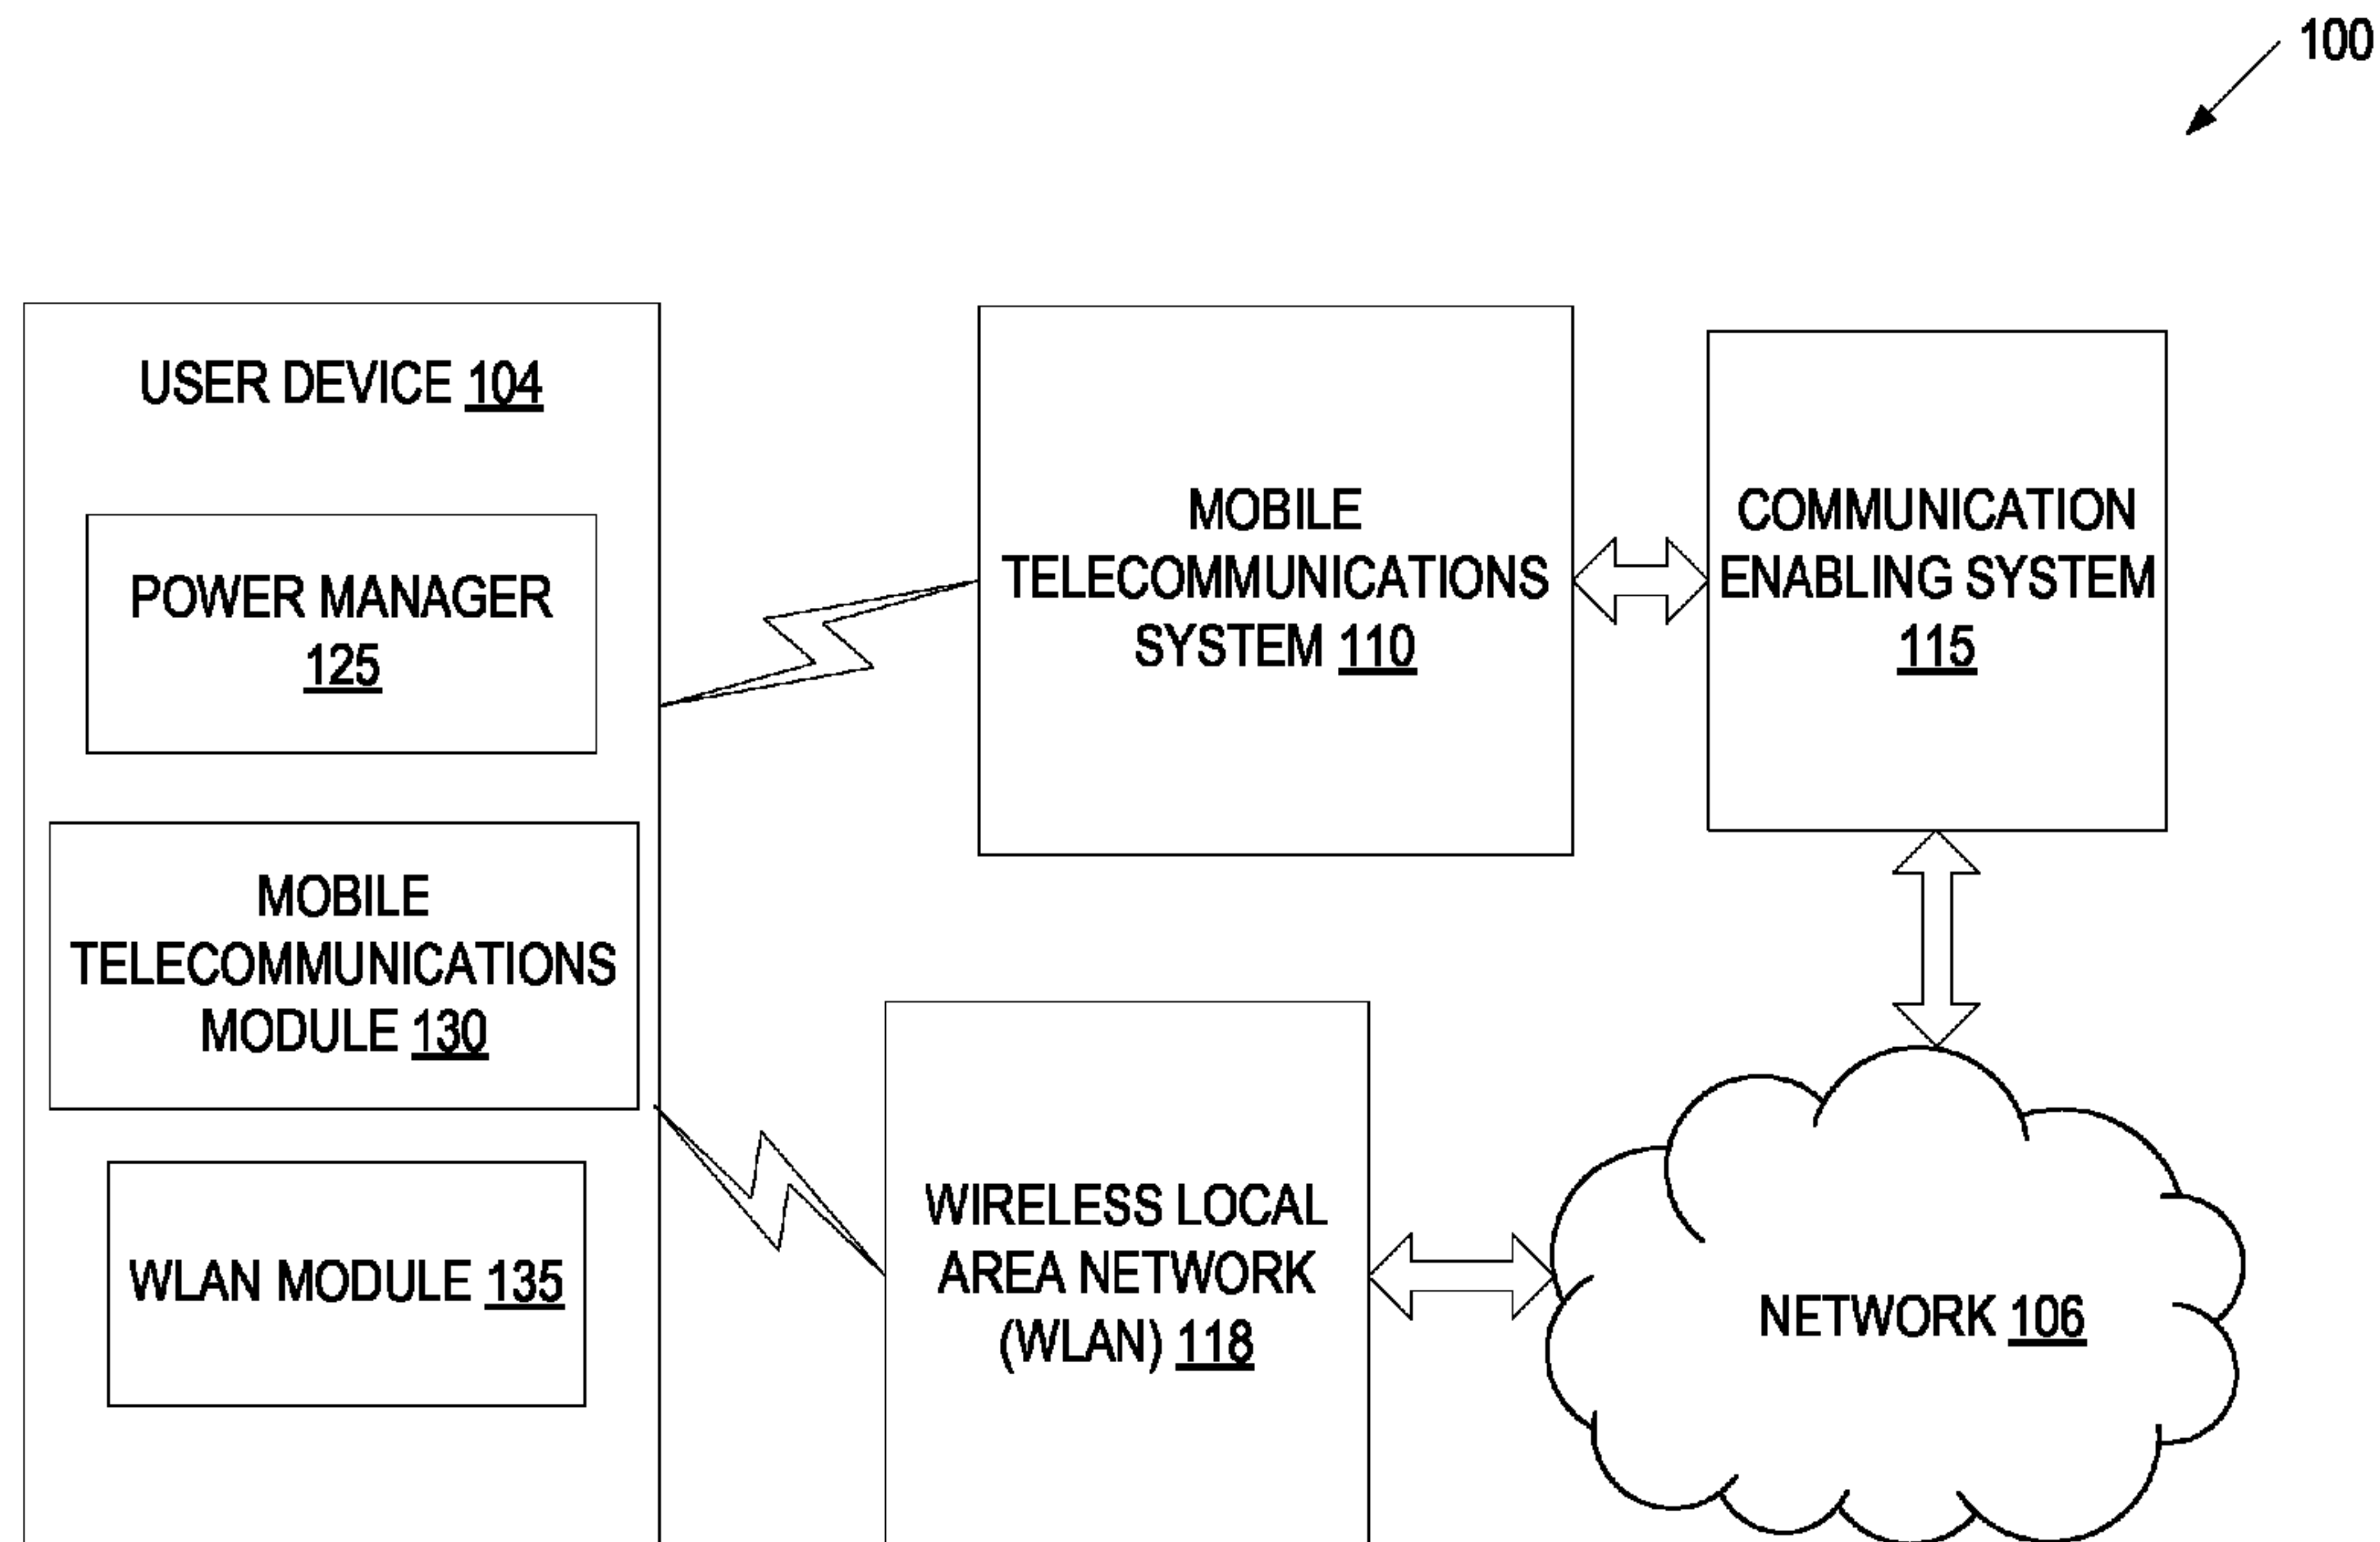 100
USER DEVICE 104
POWER MANAGER
125
MOBILE
TELECOMMUNICATIONS
MODULE 130
WLAN MODULE 135
MOBILE
TELECOMMUNICATIONS
SYSTEM 110
COMMUNICATION
ENABLING SYSTEM
115
WIRELESS LOCAL
AREA NETWORK
(WLAN) 118
NETWORK 106